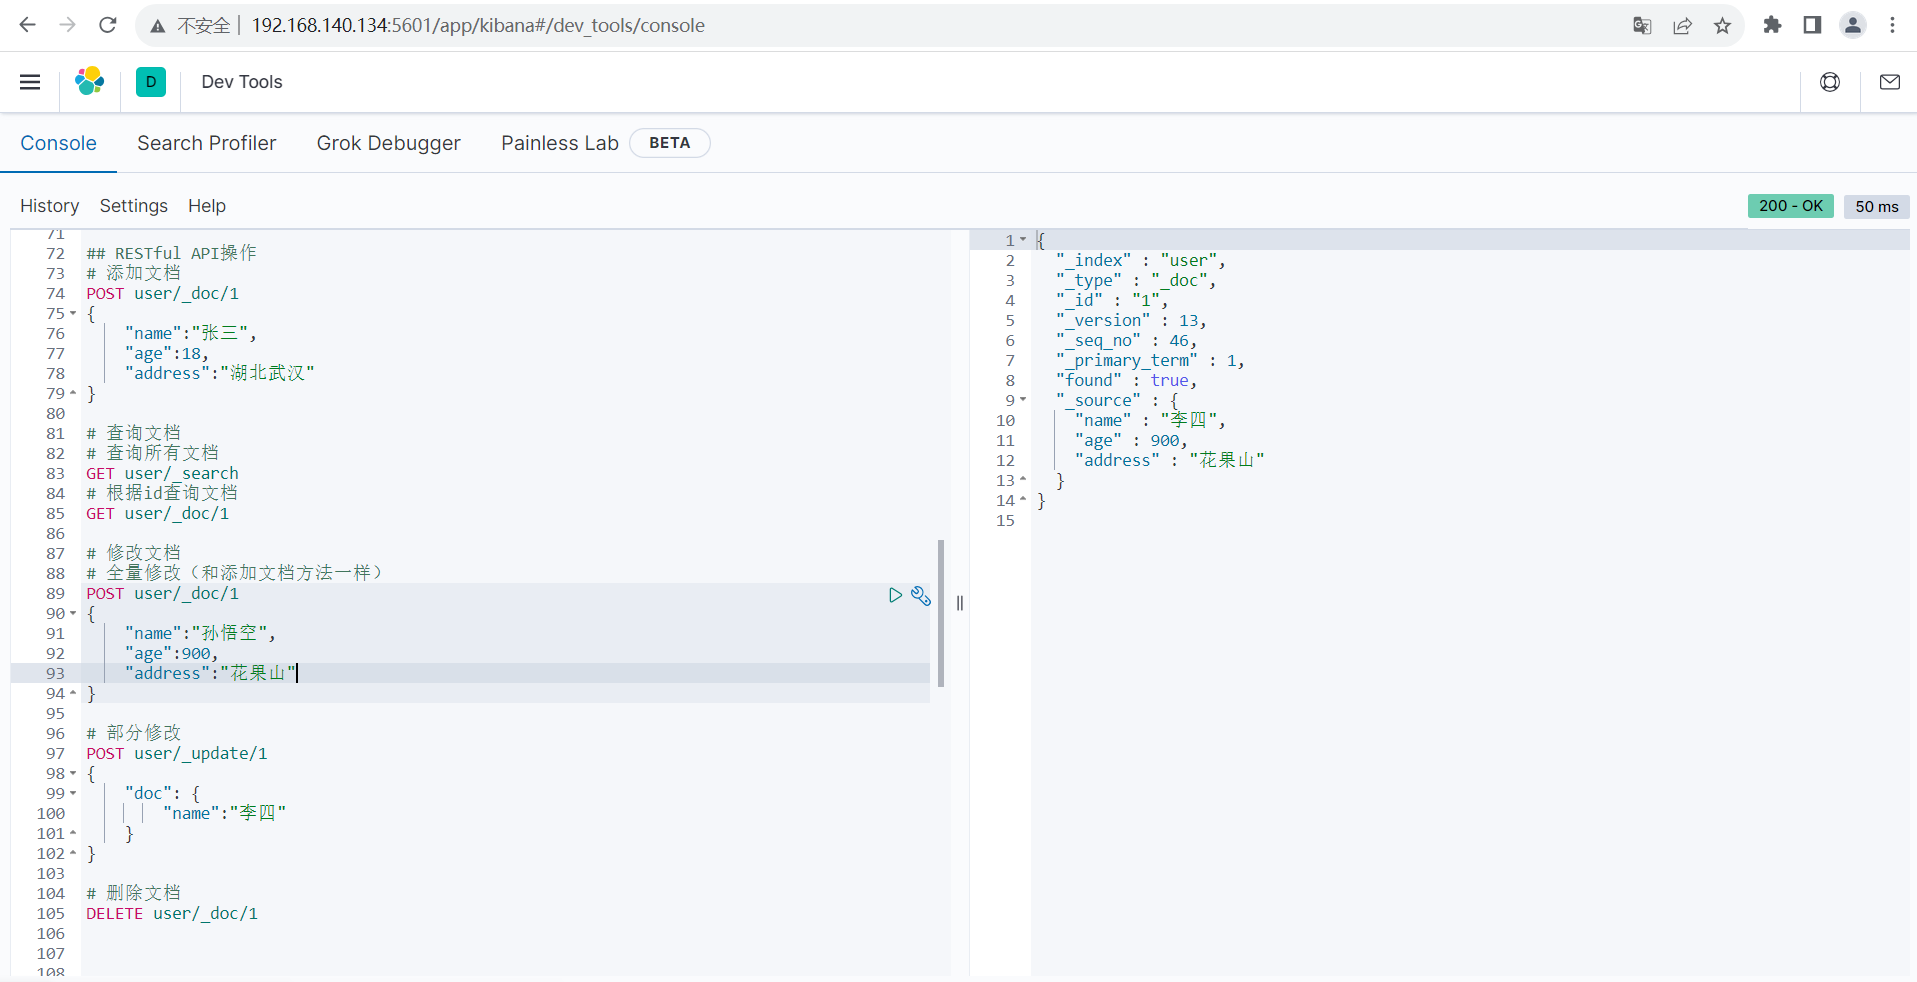 不安全 192.168.140.134:5601/app/kibana#/dev_tools/console
D Dev Tools
Console Search Profiler Grok Debugger Painless Lab BETA
History Settings Help 200 - OK 50 ms
71
72 ## RESTful API操作
73 # 添加文档
74 POST user/_doc/1
75 {
76 "name":"张三",
77 "age":18,
78 "address":"湖北武汉"
79 }
80
81 # 查询文档
82 # 查询所有文档
83 GET user/_search
84 # 根据id查询文档
85 GET user/_doc/1
86
87 # 修改文档
88 # 全量修改（和添加文档方法一样）
89 POST user/_doc/1
90 {
91 "name":"孙悟空",
92 "age":900,
93 "address":"花果山"
94 }
95
96 # 部分修改
97 POST user/_update/1
98 {
99 "doc": {
100 "name":"李四"
101 }
102 }
103
104 # 删除文档
105 DELETE user/_doc/1
106
107
108
1 {
2 "_index" : "user",
3 "_type" : "_doc",
4 "_id" : "1",
5 "_version" : 13,
6 "_seq_no" : 46,
7 "_primary_term" : 1,
8 "found" : true,
9 "_source" : {
10 "name" : "李四",
11 "age" : 900,
12 "address" : "花果山"
13 }
14 }
15